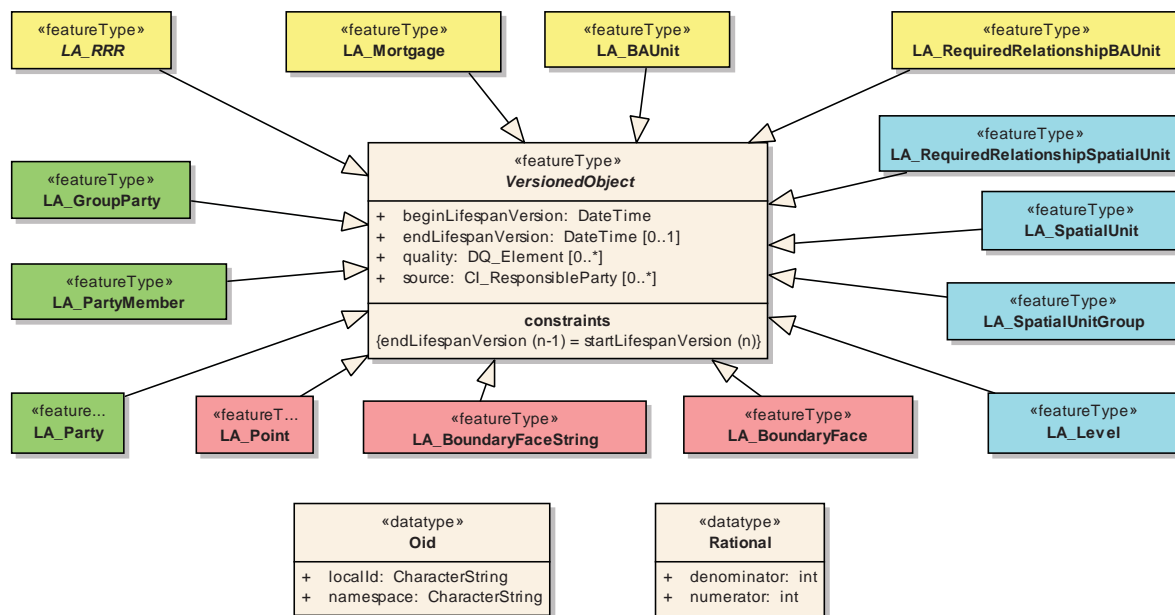 «featureType»
LA_RRR
«featureType»
LA_Mortgage
«featureType»
LA_BAUnit
«featureType»
LA_RequiredRelationshipBAUnit
«featureType»
LA_RequiredRelationshipSpatialUnit
«featureType»
VersionedObject
+ beginLifespanVersion: DateTime
+ endLifespanVersion: DateTime [0..1]
+ quality: DQ_Element [0..*]
+ source: CI_ResponsibleParty [0..*]
constraints
{endLifespanVersion (n-1) = startLifespanVersion (n)}
«featureType»
LA_GroupParty
«featureType»
LA_SpatialUnit
«featureType»
LA_PartyMember
«featureType»
LA_SpatialUnitGroup
«feature...
LA_Party
«featureT...
LA_Point
«featureType»
LA_BoundaryFaceString
«featureType»
LA_BoundaryFace
«featureType»
LA_Level
«datatype»
Oid
+ localId: CharacterString
+ namespace: CharacterString
«datatype»
Rational
+ denominator: int
+ numerator: int